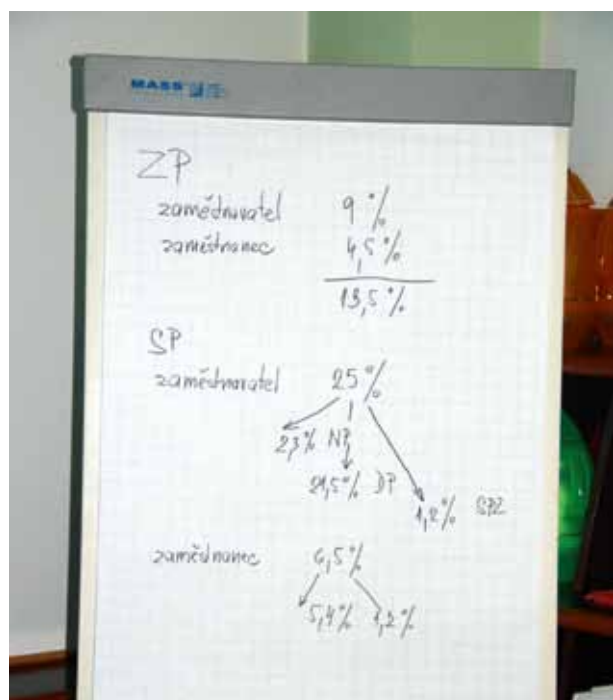 MASS
ZP
zaměstnavatel 9 %
zaměstnanec 4,5 %
13,5 %
SP
zaměstnavatel 25 %
2,3 % NP
21,5 % DP
1,2 % SPZ
zaměstnanec 6,5 %
5,4 % 1,2 %